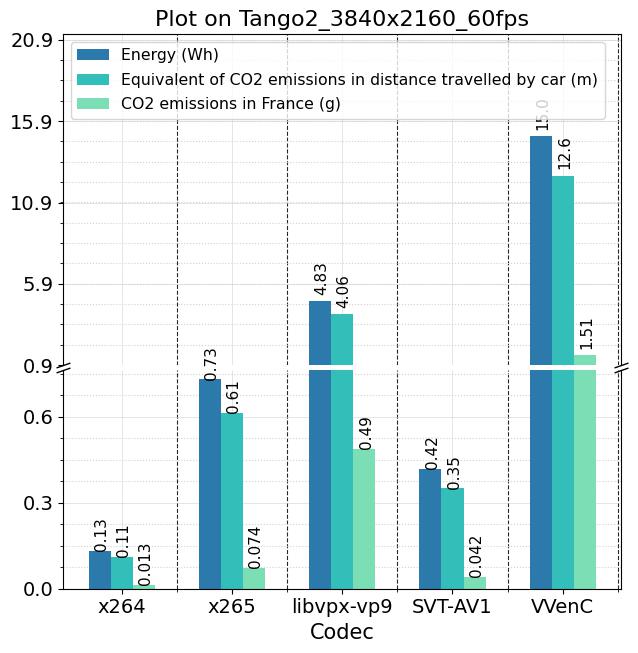 Plot on Tango2_3840x2160_60fps
20.9
15.9
10.9
5.9
0.9
0.6
0.3
0.0
Energy (Wh)
Equivalent of CO2 emissions in distance travelled by car (m)
CO2 emissions in France (g)
0.13
0.11
0.013
0.73
0.61
0.074
4.83
4.06
0.49
0.42
0.35
0.042
15.0
12.6
1.51
x264
x265
libvpx-vp9
SVT-AV1
VVenC
Codec